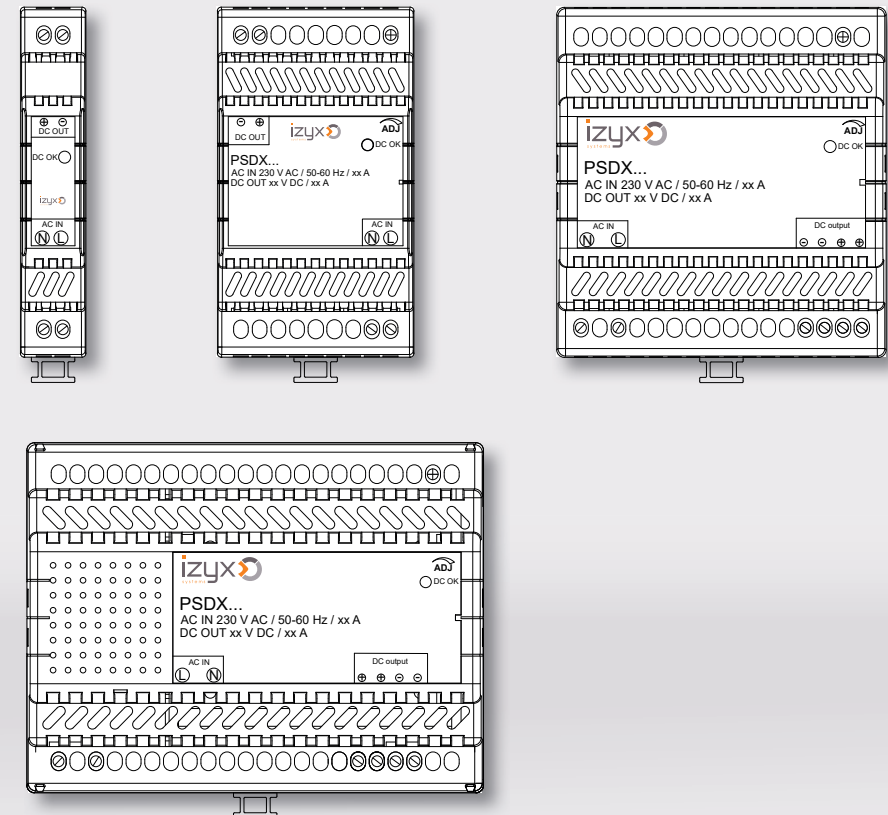 ⊕ ⊖
DC OUT
DC OK
izyx
AC IN
N L
⊖ ⊕
DC OUT
izyx
ADJ
DC OK
PSDX...
AC IN 230 V AC / 50-60 Hz / xx A
DC OUT xx V DC / xx A
AC IN
N L
izyx
systems
ADJ
DC OK
PSDX...
AC IN 230 V AC / 50-60 Hz / xx A
DC OUT xx V DC / xx A
AC IN
N L
DC output
⊖ ⊖ ⊕ ⊕
izyx
systems
ADJ
DC OK
PSDX...
AC IN 230 V AC / 50-60 Hz / xx A
DC OUT xx V DC / xx A
AC IN
L N
DC output
⊕ ⊕ ⊖ ⊖